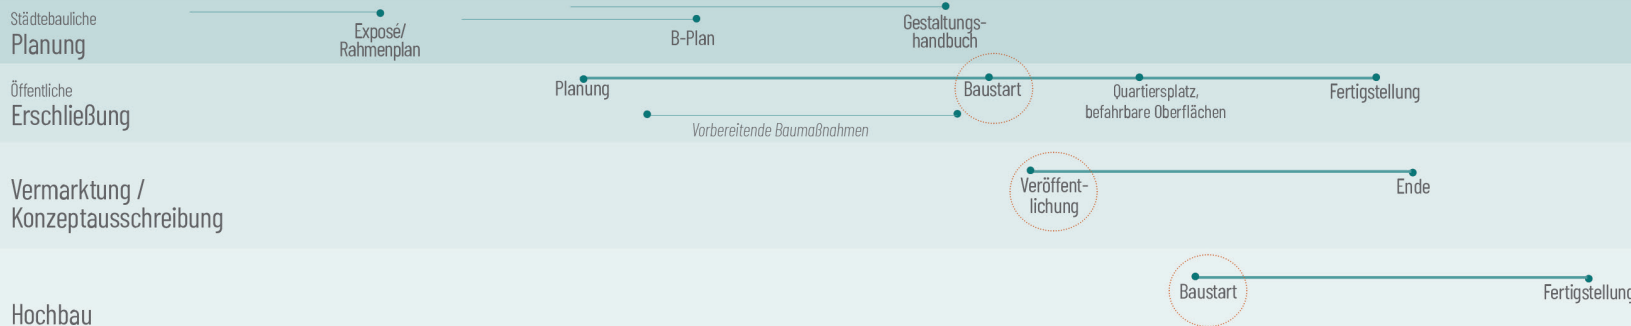 Städtebauliche
Planung
Exposé/
Rahmenplan
B-Plan
Gestaltungs-
handbuch
Öffentliche
Erschließung
Planung
Baustart
Quartiersplatz,
befahrbare Oberflächen
Fertigstellung
Vorbereitende Baumaßnahmen
Vermarktung /
Konzeptausschreibung
Veröffent-
lichung
Ende
Hochbau
Baustart
Fertigstellung